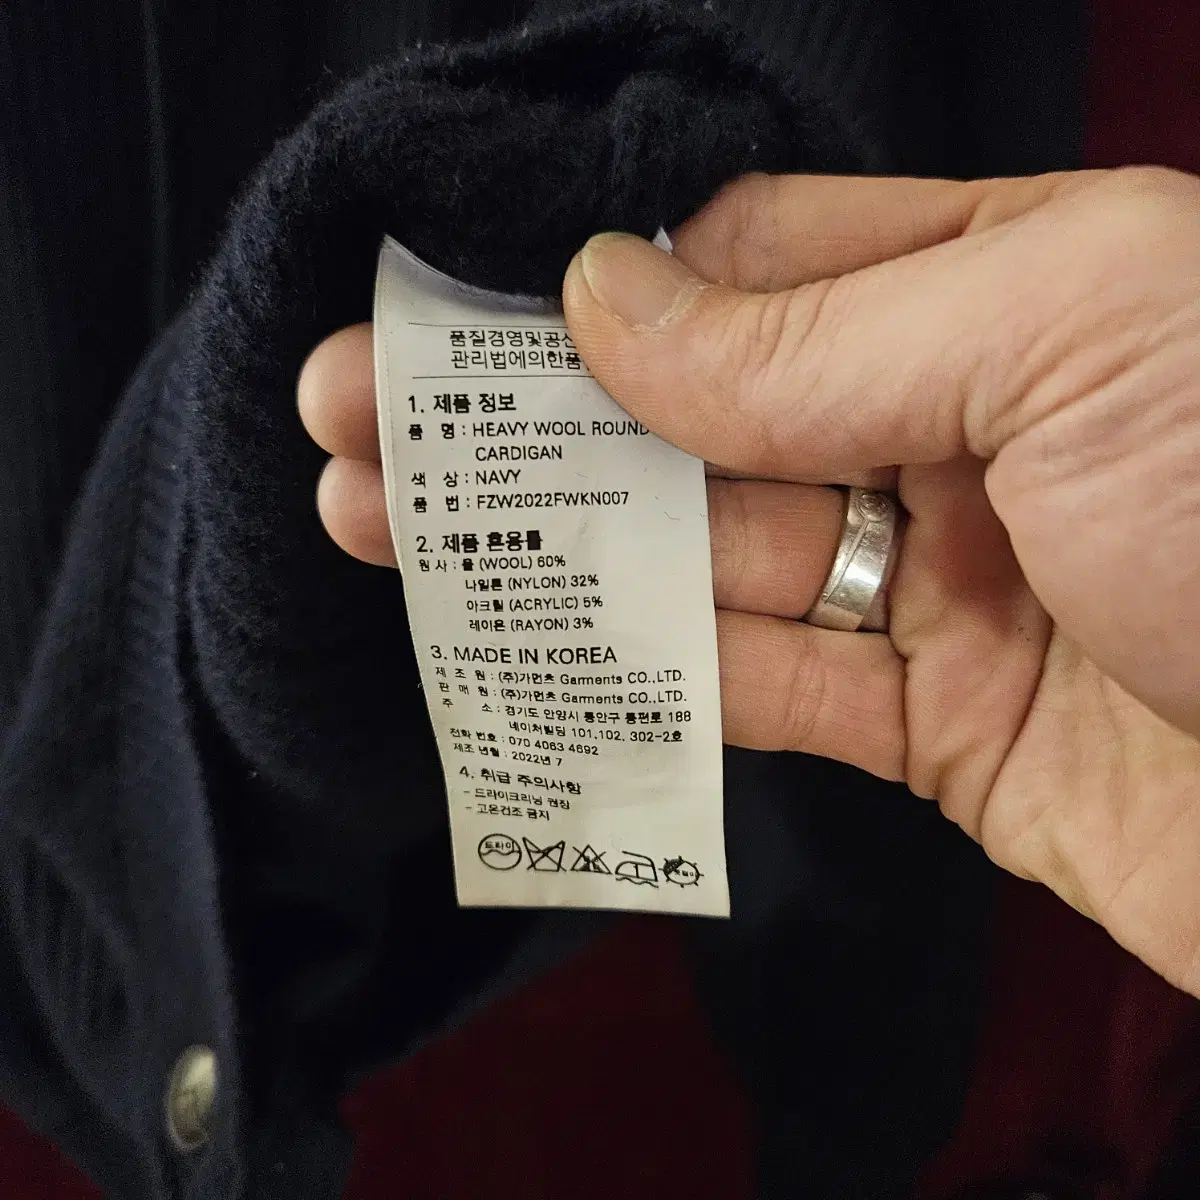 품질경영및공산
관리법에의한품
1. 제품 정보
품 명 : HEAVY WOOL ROUND
CARDIGAN
색 상 : NAVY
품 번 : FZW2022FWKN007
2. 제품 혼용률
원 사 : 울 (WOOL) 60%
나일론 (NYLON) 32%
아크릴 (ACRYLIC) 5%
레이온 (RAYON) 3%
3. MADE IN KOREA
제 조 원 : (주)가먼츠 Garments CO.,LTD.
판 매 원 : (주)가먼츠 Garments CO.,LTD.
주 소 : 경기도 안양시 동안구 통편로 188
네이처빌딩 101.102. 302-2호
전화 번호 : 070 4063 4692
제조 년월 : 2022년 7
4. 취급 주의사항
- 드라이크리닝 권장
- 고온건조 금지
드라이